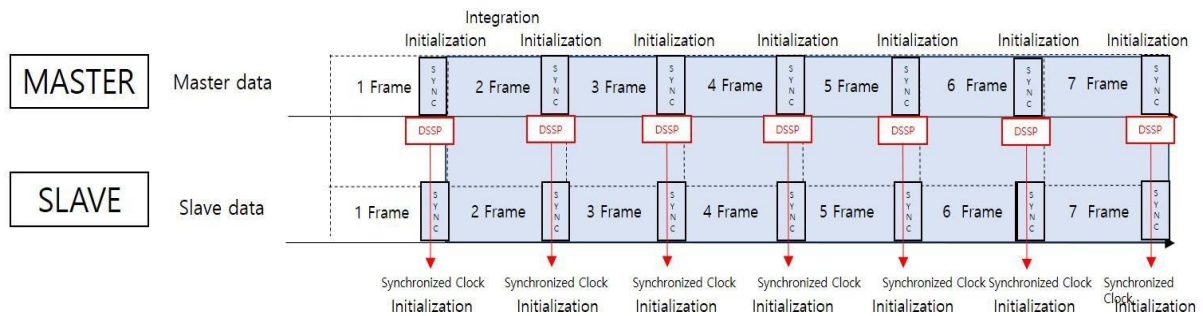 Integration
Initialization Initialization Initialization Initialization Initialization Initialization Initialization
MASTER
Master data
1 Frame SYNC 2 Frame SYNC 3 Frame SYNC 4 Frame SYNC 5 Frame SYNC 6 Frame SYNC 7 Frame SYNC
DSSP DSSP DSSP DSSP DSSP DSSP DSSP
SLAVE
Slave data
1 Frame SYNC 2 Frame SYNC 3 Frame SYNC 4 Frame SYNC 5 Frame SYNC 6 Frame SYNC 7 Frame SYNC
Synchronized Clock Synchronized Clock Synchronized Clock Synchronized Clock Synchronized Clock Synchronized Clock Synchronized
Clock
Initialization Initialization Initialization Initialization Initialization Initialization Initialization